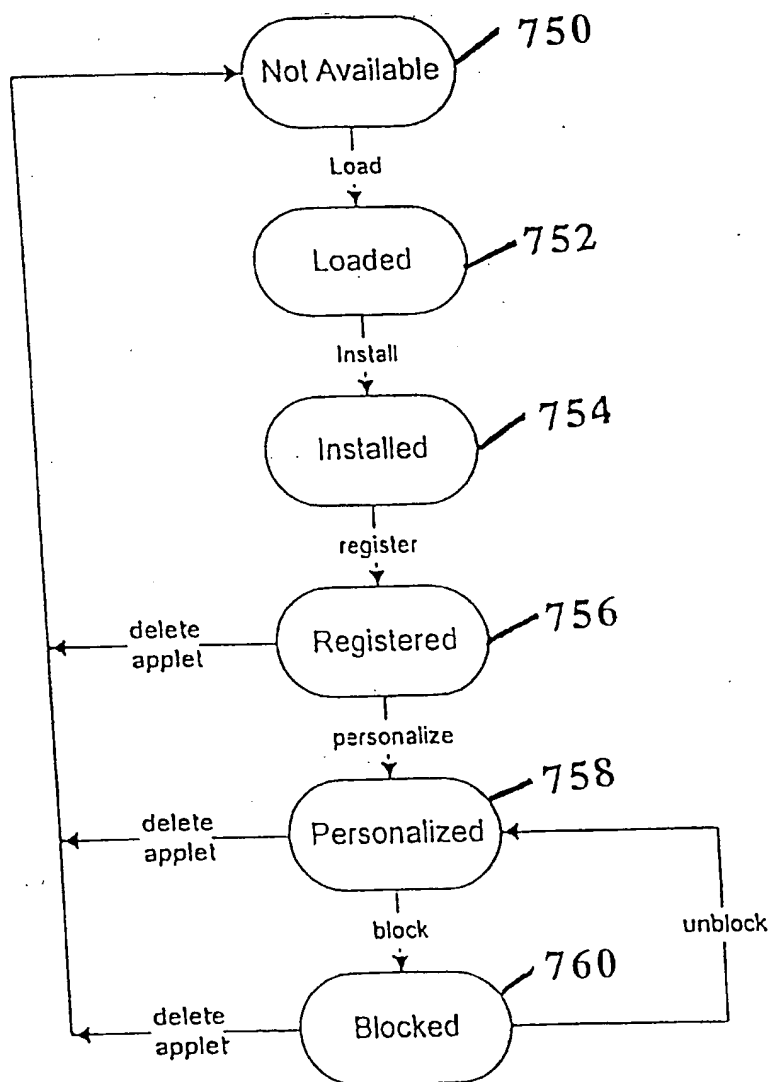 750
Not Available
Load
752
Loaded
Install
754
Installed
register
756
Registered
delete
applet
personalize
758
Personalized
delete
applet
block
unblock
760
Blocked
delete
applet